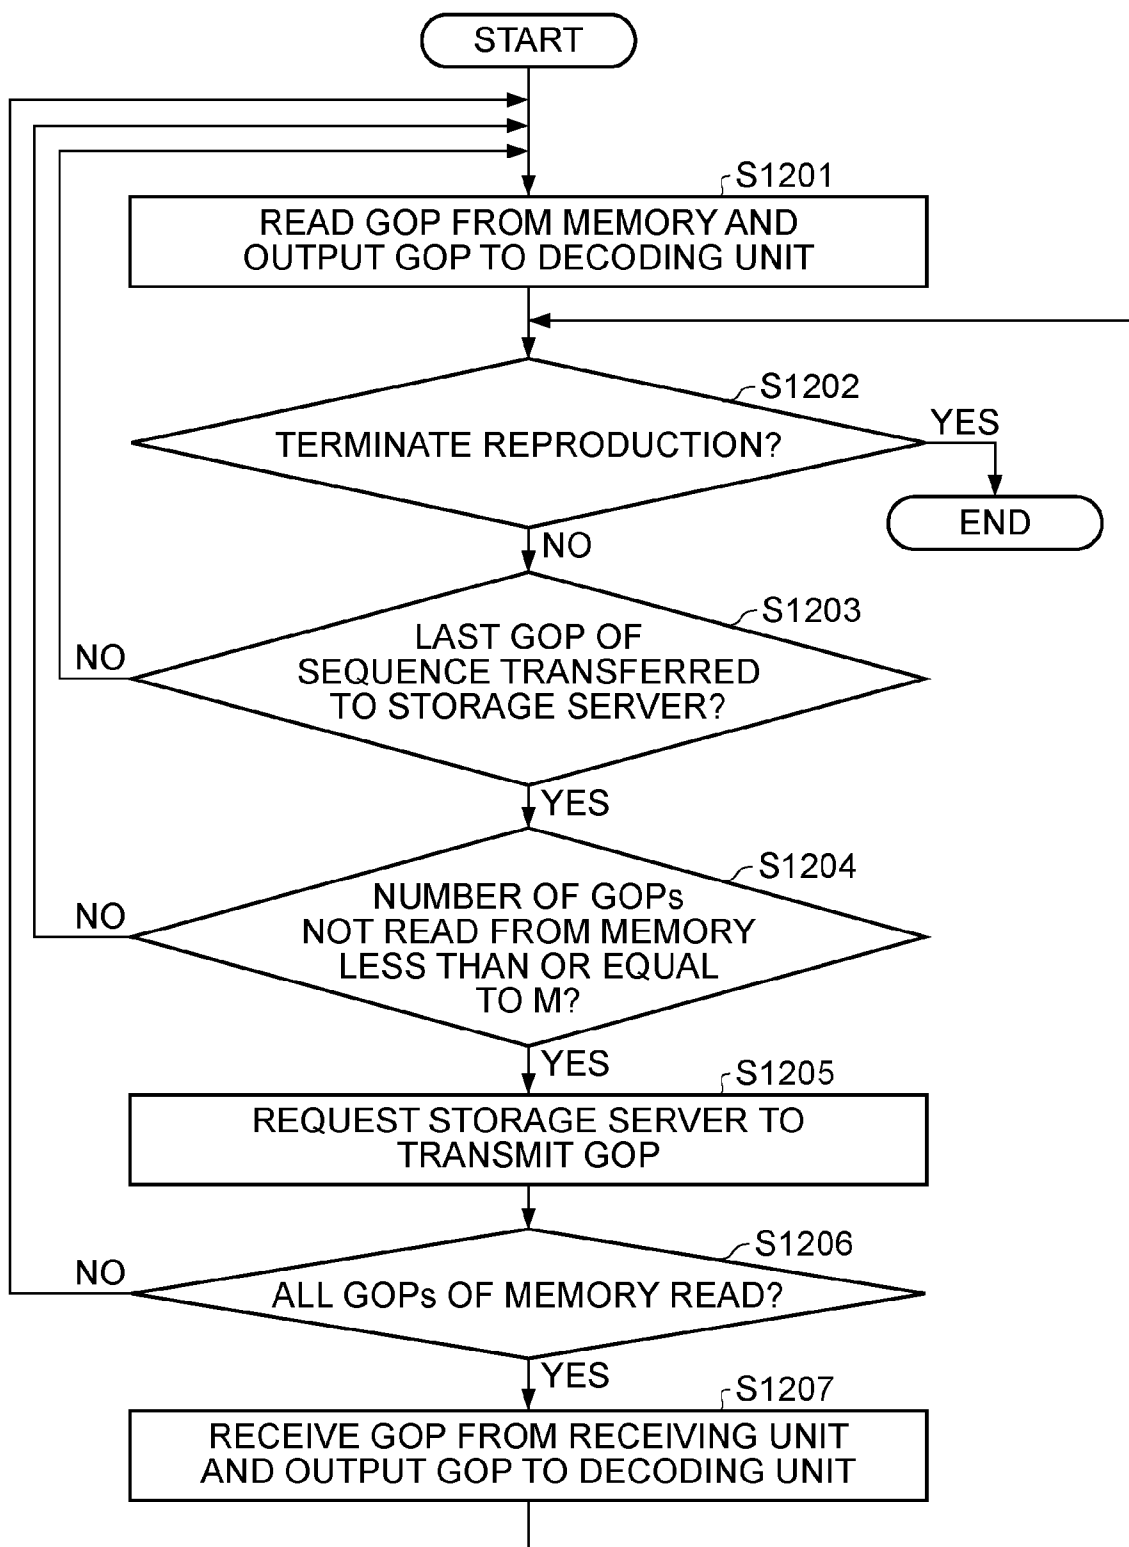 START
S1201
READ GOP FROM MEMORY AND
OUTPUT GOP TO DECODING UNIT
S1202
TERMINATE REPRODUCTION?
YES
END
NO
S1203
LAST GOP OF
SEQUENCE TRANSFERRED
TO STORAGE SERVER?
NO
YES
S1204
NUMBER OF GOPs
NOT READ FROM MEMORY
LESS THAN OR EQUAL
TO M?
NO
YES
S1205
REQUEST STORAGE SERVER TO
TRANSMIT GOP
S1206
ALL GOPs OF MEMORY READ?
NO
YES
S1207
RECEIVE GOP FROM RECEIVING UNIT
AND OUTPUT GOP TO DECODING UNIT